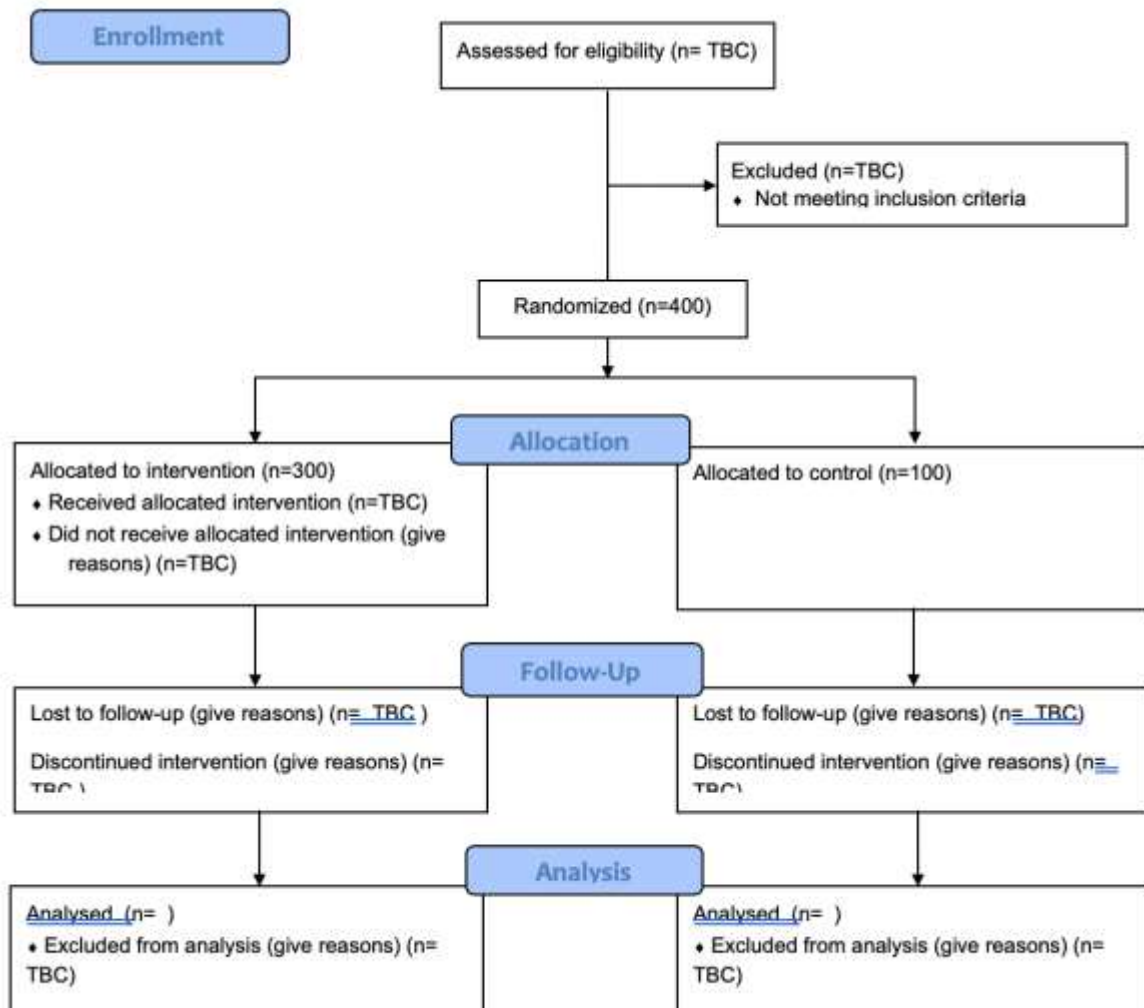 Enrollment
Assessed for eligibility (n= TBC)
Excluded (n=TBC)
♦ Not meeting inclusion criteria
Randomized (n=400)
Allocation
Allocated to intervention (n=300)
♦ Received allocated intervention (n=TBC)
♦ Did not receive allocated intervention (give
reasons) (n=TBC)
Allocated to control (n=100)
Follow-Up
Lost to follow-up (give reasons) (n= TBC )
Discontinued intervention (give reasons) (n=
TBC )
Lost to follow-up (give reasons) (n= TBC)
Discontinued intervention (give reasons) (n=
TBC)
Analysis
Analysed (n= )
♦ Excluded from analysis (give reasons) (n=
TBC)
Analysed (n= )
♦ Excluded from analysis (give reasons) (n=
TBC)